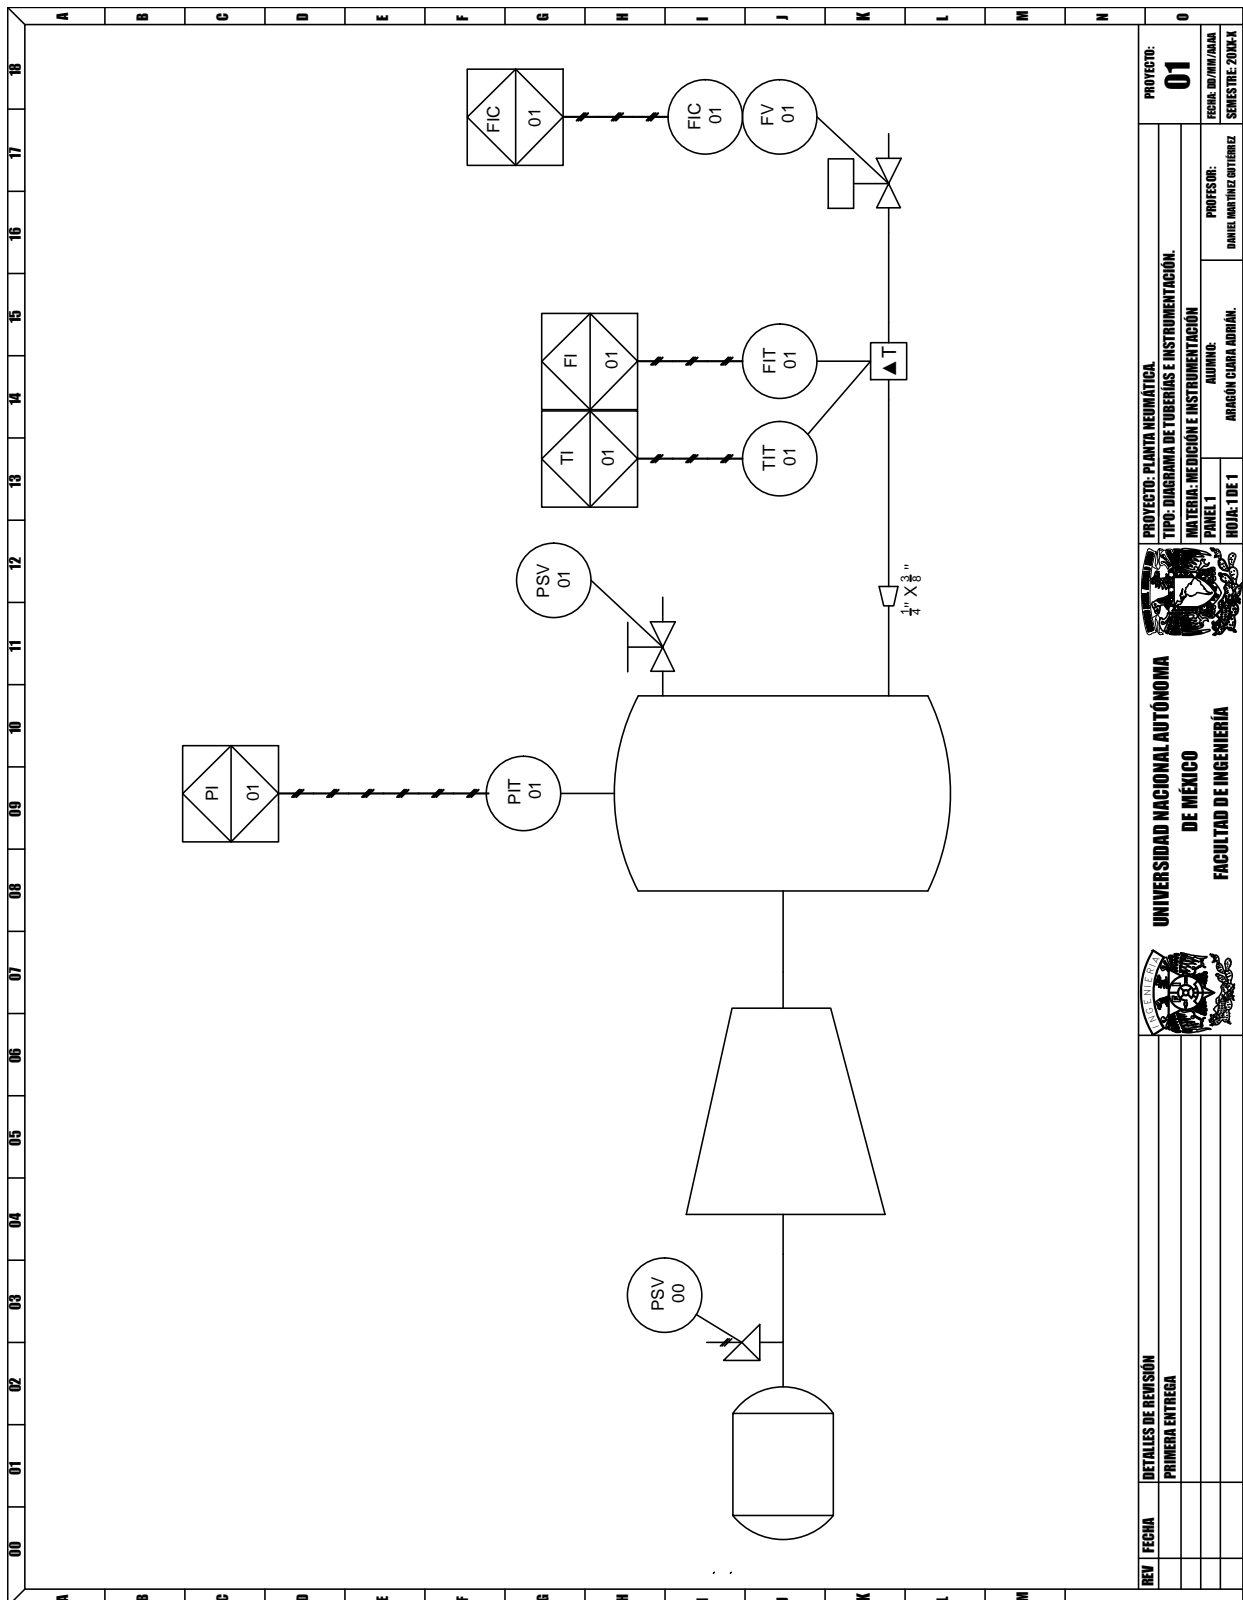 00 01 02 03 04 05 06 07 08 09 10 11 12 13 14 15 16 17 18
A
B
C
D
E
F
G
H
I
J
K
L
M
N
O
PI
01
PIT
01
PSV
00
PSV
01
TI
01
FI
01
TIT
01
FIT
01
T
FIC
01
FIC
01
FV
01
1/4" X 3/8"
A
B
C
D
E
F
G
H
I
J
K
L
M
REV FECHA DETALLES DE REVISIÓN
PRIMERA ENTREGA
INGENIERIA
UNIVERSIDAD NACIONAL AUTÓNOMA
DE MÉXICO
FACULTAD DE INGENIERÍA
PROYECTO: PLANTA NEUMÁTICA.
TIPO: DIAGRAMA DE TUBERÍAS E INSTRUMENTACIÓN.
MATERIA: MEDICIÓN E INSTRUMENTACIÓN
PANEL 1
HOJA: 1 DE 1
ALUMNO:
ARAGÓN CLARA ADRIÁN.
PROFESOR:
DANIEL MARTÍNEZ GUTIÉRREZ
PROYECTO:
01
FECHA: DD/MM/AAAA
SEMESTRE: 20XX-X